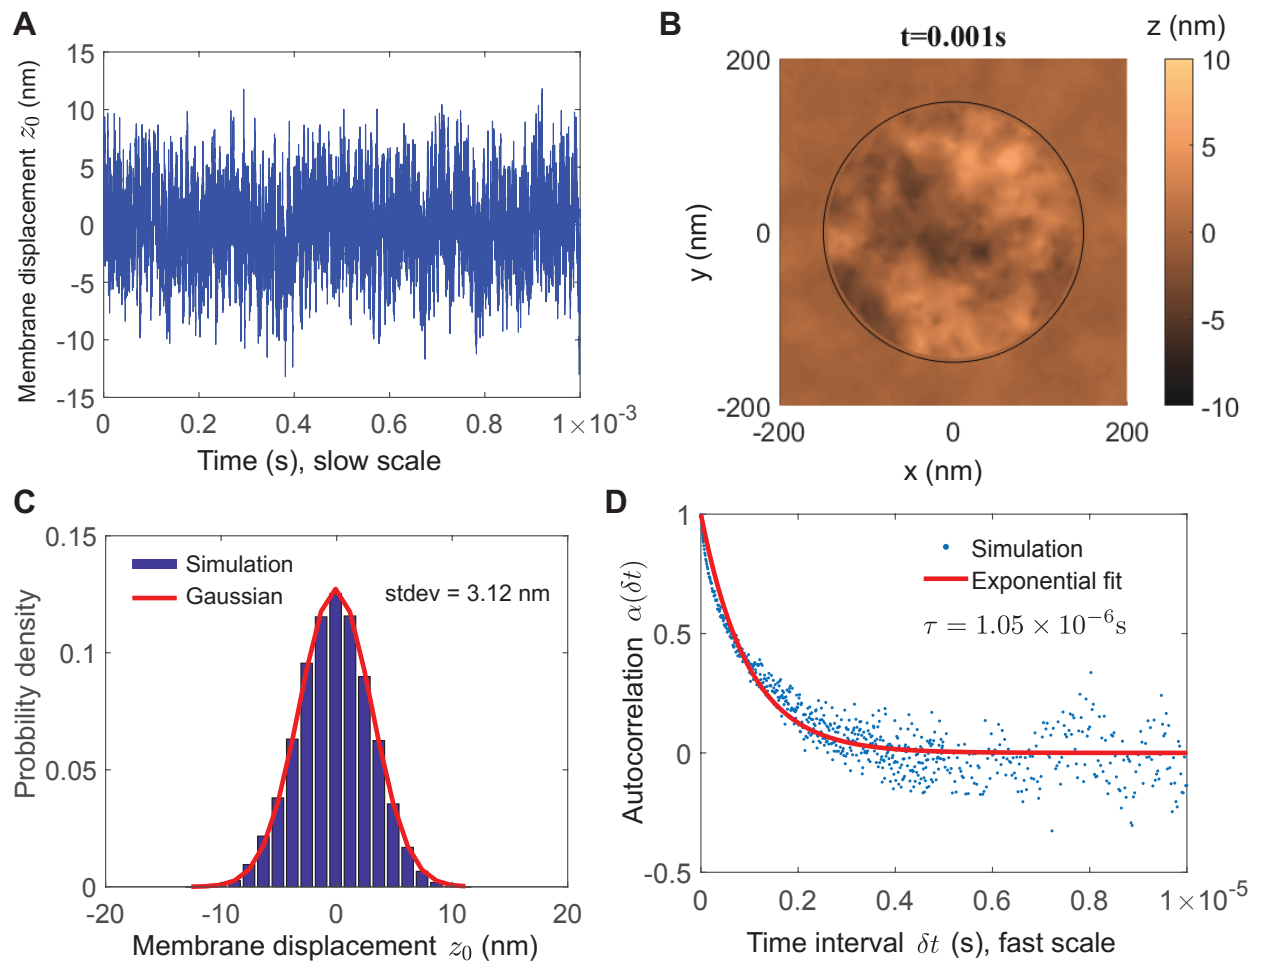 A
15
10
5
0
-5
-10
-15
Membrane displacement z₀ (nm)
0 0.2 0.4 0.6 0.8 1×10⁻³
Time (s), slow scale
B
t=0.001s
z (nm)
200
0
-200
y (nm)
-200 0 200
x (nm)
10
5
0
-5
-10
C
0.15
0.1
0.05
0
Probbility density
Simulation
Gaussian
stdev = 3.12 nm
-20 -10 0 10 20
Membrane displacement z₀ (nm)
D
1
0.5
0
-0.5
Autocorrelation α(δt)
Simulation
Exponential fit
τ = 1.05 × 10⁻⁶s
0 0.2 0.4 0.6 0.8 1×10⁻⁵
Time interval δt (s), fast scale